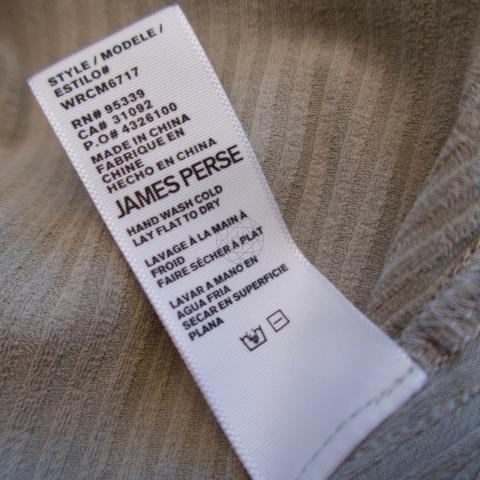 STYLE / MODELE /
ESTILO#
WRCM6717
RN# 95339
CA# 31092
P.O# 4326100
MADE IN CHINA
FABRIQUE EN
CHINE
HECHO EN CHINA
JAMES PERSE
HAND WASH COLD
LAY FLAT TO DRY
LAVAGE À LA MAIN À
FROID
FAIRE SÉCHER À PLAT
LAVAR A MANO EN
AGUA FRIA
SECAR EN SUPERFICIE
PLANA